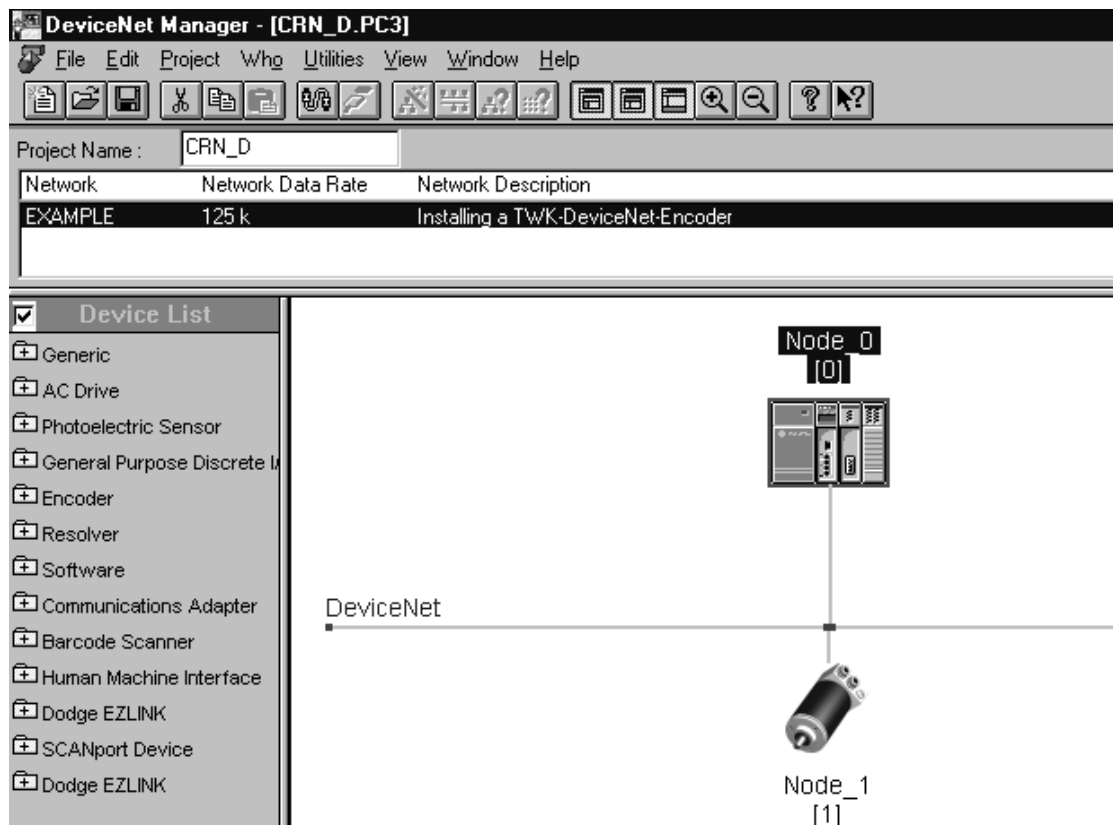 DeviceNet Manager - [CRN_D.PC3]
File Edit Project Who Utilities View Window Help
Project Name : CRN_D
Network Network Data Rate Network Description
EXAMPLE 125 k Installing a TWK-DeviceNet-Encoder
Device List
Generic
AC Drive
Photoelectric Sensor
General Purpose Discrete I/
Encoder
Resolver
Software
Communications Adapter
Barcode Scanner
Human Machine Interface
Dodge EZLINK
SCANport Device
Dodge EZLINK
Node_0
[0]
DeviceNet
Node_1
[1]